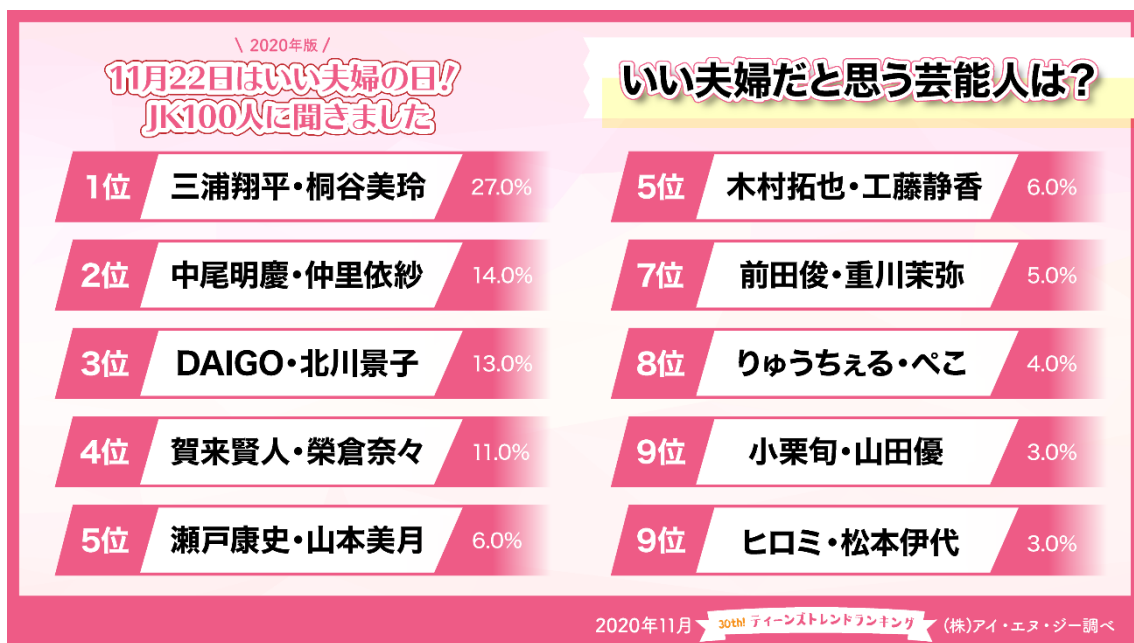 \ 2020年版 /
11月22日はいい夫婦の日!
JK100人に聞きました
いい夫婦だと思う芸能人は?
1位 三浦翔平・桐谷美玲 27.0%
2位 中尾明慶・仲里依紗 14.0%
3位 DAIGO・北川景子 13.0%
4位 賀来賢人・榮倉奈々 11.0%
5位 瀬戸康史・山本美月 6.0%
5位 木村拓也・工藤静香 6.0%
7位 前田俊・重川茉弥 5.0%
8位 りゅうちぇる・ぺこ 4.0%
9位 小栗旬・山田優 3.0%
9位 ヒロミ・松本伊代 3.0%
2020年11月 30th! ティーンズトレンドランキング (株)アイ・エヌ・ジー調べ